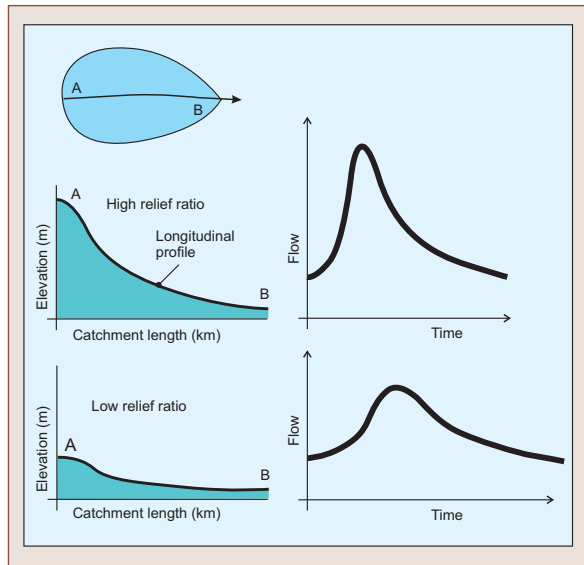 A
B
A
High relief ratio
Longitudinal
profile
B
Elevation (m)
Catchment length (km)
Flow
Time
Low relief ratio
A
B
Elevation (m)
Catchment length (km)
Flow
Time